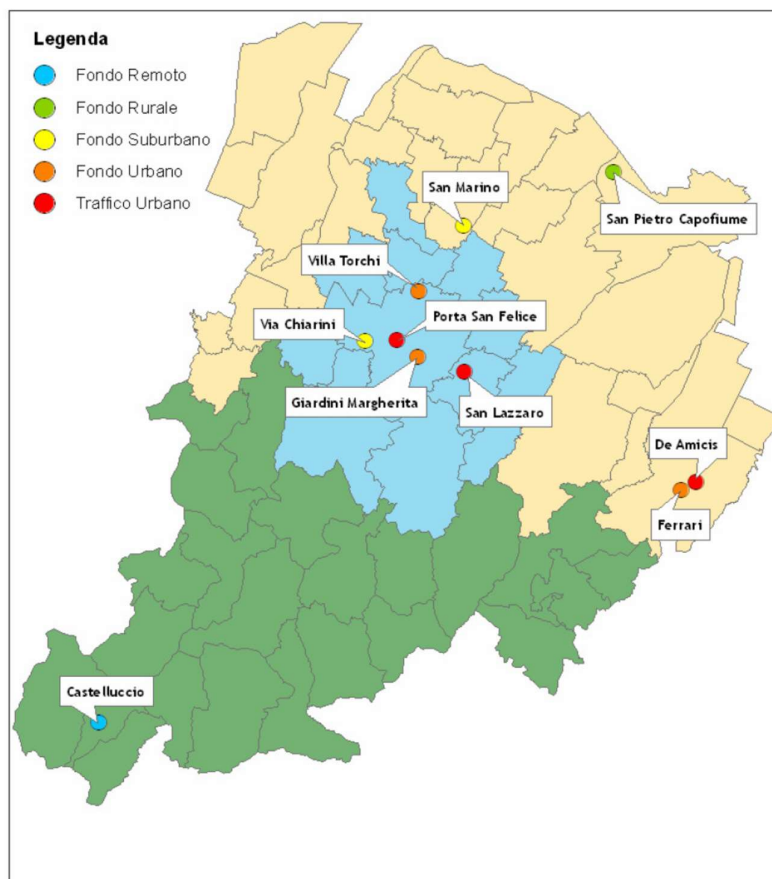 Legenda
Fondo Remoto
Fondo Rurale
Fondo Suburbano
Fondo Urbano
Traffico Urbano
San Marino
San Pietro Capofiume
Villa Torchi
Via Chiarini
Porta San Felice
Giardini Margherita
San Lazzaro
De Amicis
Ferrari
Castelluccio